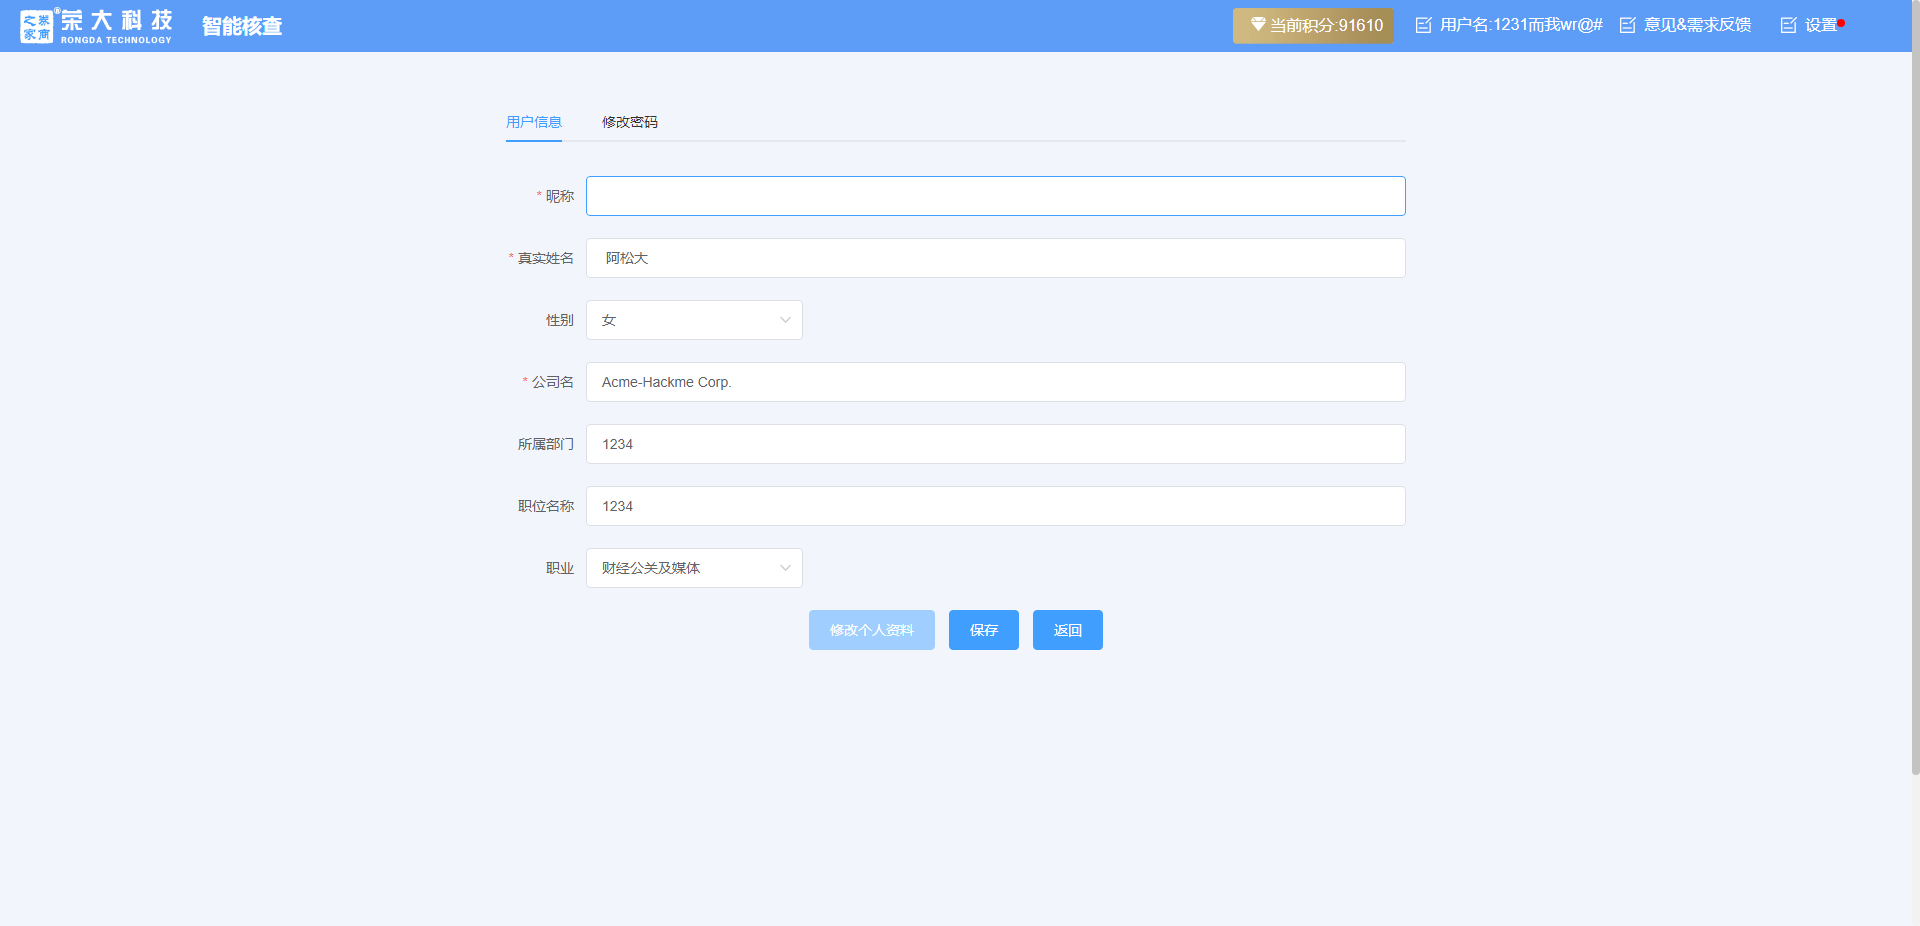 之荣家商® 荣大科技 RONGDA TECHNOLOGY
智能核查
当前积分:91610
用户名:1231而我wr@#
意见&需求反馈
设置
用户信息 修改密码
* 昵称
* 真实姓名 阿松大
性别 女
* 公司名 Acme-Hackme Corp.
所属部门 1234
职位名称 1234
职业 财经公关及媒体
修改个人资料 保存 返回